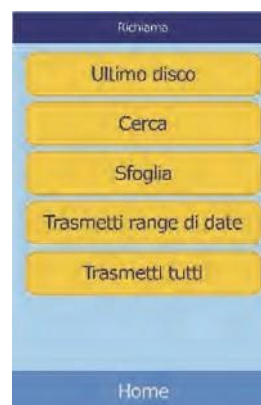 Richiama
Ultimo disco
Cerca
Sfoglia
Trasmetti range di date
Trasmetti tutti
Home